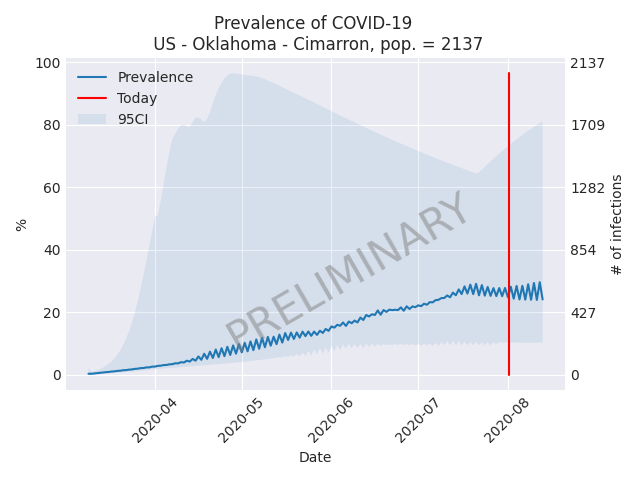 Prevalence of COVID-19
US - Oklahoma - Cimarron, pop. = 2137
Prevalence
Today
95CI
100
80
60
40
20
0
%
2137
1709
1282
854
427
0
# of infections
PRELIMINARY
2020-04
2020-05
2020-06
2020-07
2020-08
Date